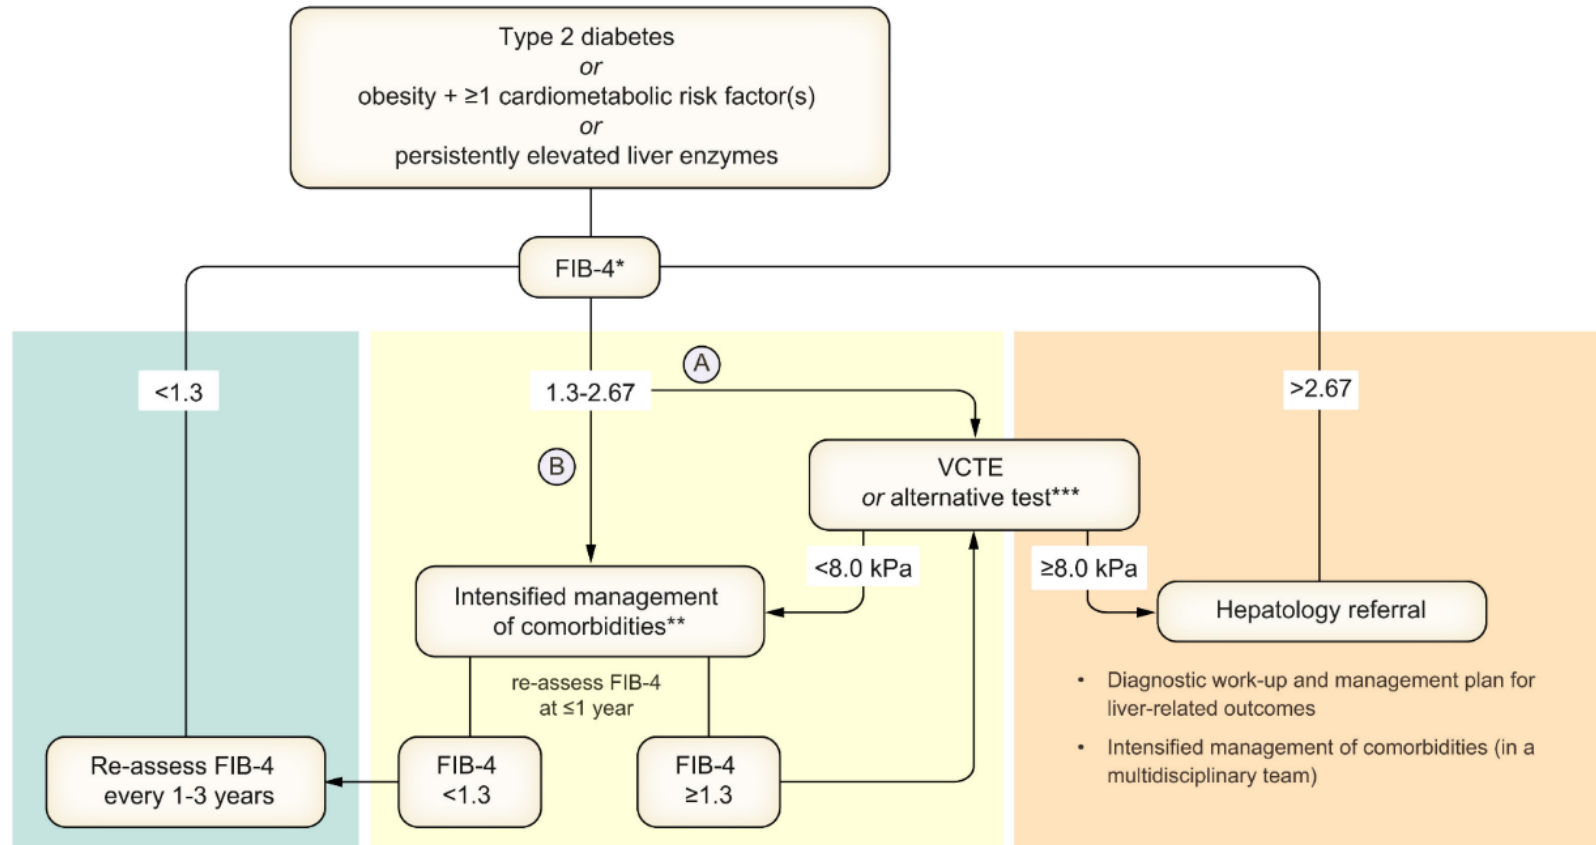 Type 2 diabetes
or
obesity + ≥1 cardiometabolic risk factor(s)
or
persistently elevated liver enzymes
FIB-4*
<1.3
1.3-2.67
A
>2.67
B
VCTE
or alternative test***
<8.0 kPa
≥8.0 kPa
Intensified management
of comorbidities**
Hepatology referral
re-assess FIB-4
at ≤1 year
• Diagnostic work-up and management plan for
liver-related outcomes
• Intensified management of comorbidities (in a
multidisciplinary team)
Re-assess FIB-4
every 1-3 years
FIB-4
<1.3
FIB-4
≥1.3